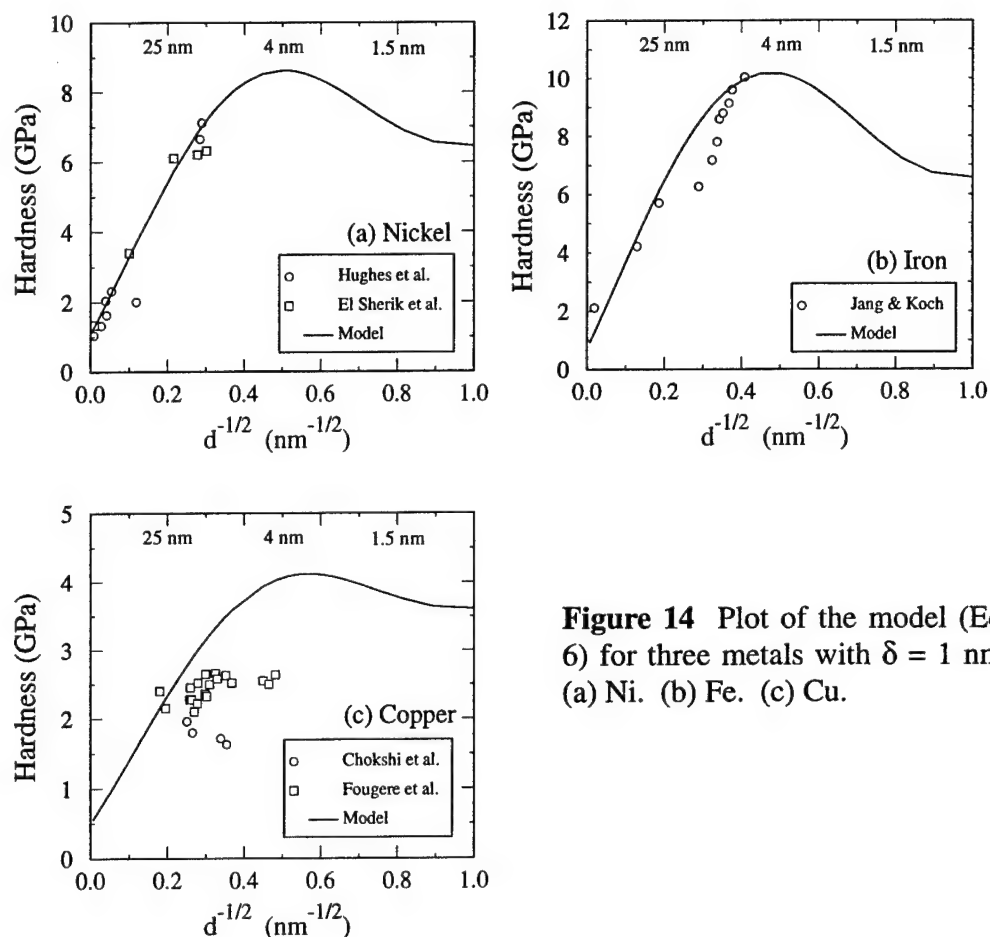 10
8
6
4
2
0
Hardness (GPa)
25 nm 4 nm 1.5 nm
(a) Nickel
Hughes et al.
El Sherik et al.
Model
0.0 0.2 0.4 0.6 0.8 1.0
d-1/2 (nm-1/2)
12
10
8
6
4
2
0
Hardness (GPa)
25 nm 4 nm 1.5 nm
(b) Iron
Jang & Koch
Model
0.0 0.2 0.4 0.6 0.8 1.0
d-1/2 (nm-1/2)
5
4
3
2
1
0
Hardness (GPa)
25 nm 4 nm 1.5 nm
(c) Copper
Chokshi et al.
Fougere et al.
Model
0.0 0.2 0.4 0.6 0.8 1.0
d-1/2 (nm-1/2)
Figure 14 Plot of the model
6) for three metals with δ = 1 nm
(a) Ni. (b) Fe. (c) Cu.